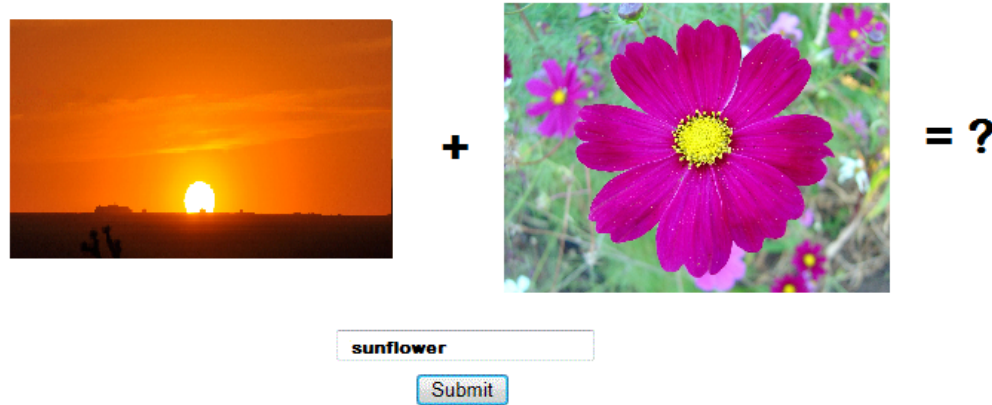 +
= ?
sunflower
Submit